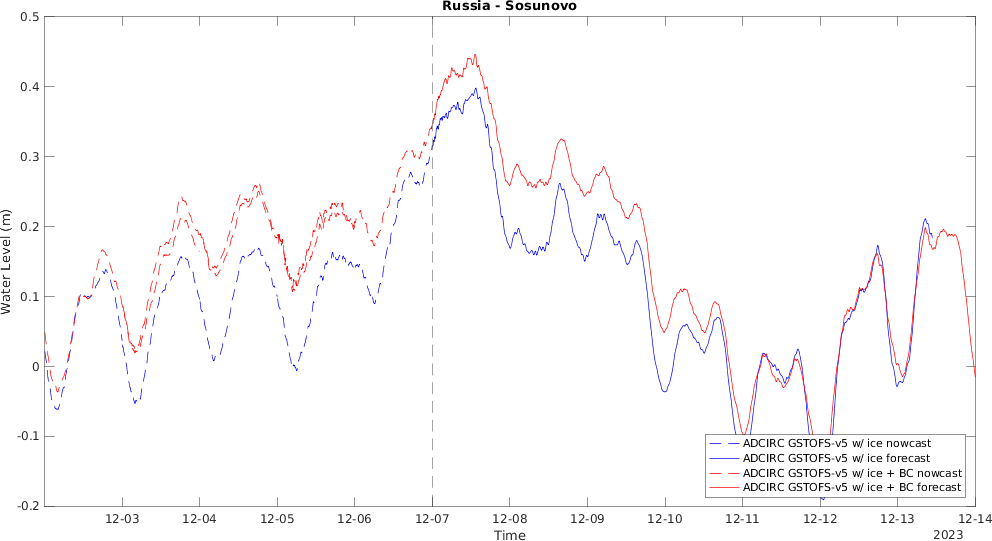 Russia - Sosunovo
0.5
0.4
0.3
0.2
0.1
0
-0.1
-0.2
Water Level (m)
ADCIRC GSTOFS-v5 w/ ice nowcast
ADCIRC GSTOFS-v5 w/ ice forecast
ADCIRC GSTOFS-v5 w/ ice + BC nowcast
ADCIRC GSTOFS-v5 w/ ice + BC forecast
12-03 12-04 12-05 12-06 12-07 12-08 12-09 12-10 12-11 12-12 12-13 12-14
Time
2023